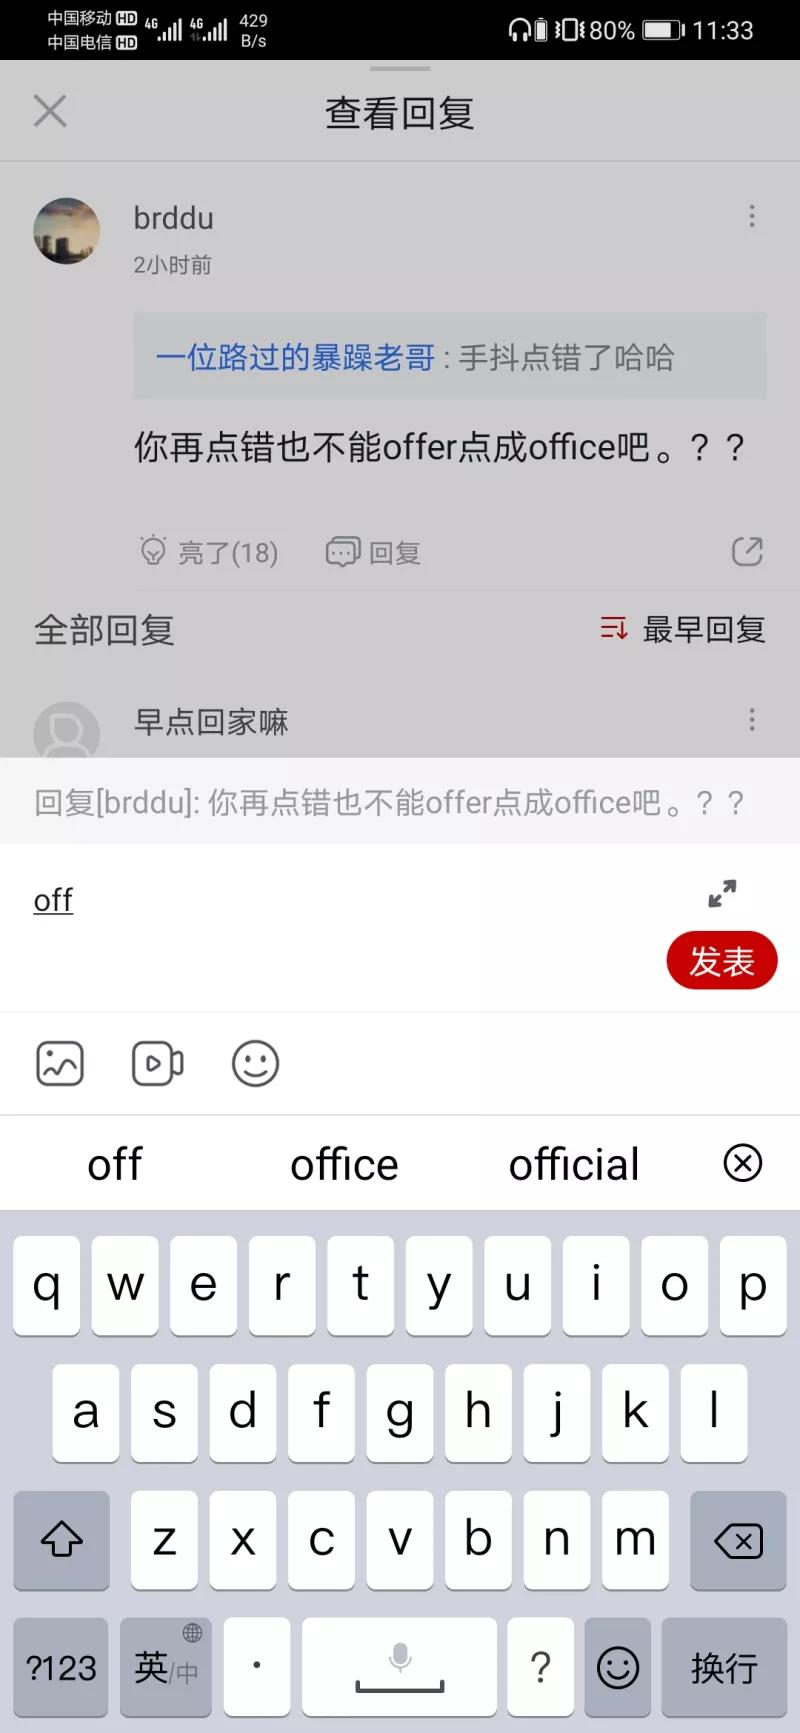 中国移动 HD 4G 4G 429 80% 11:33
中国电信 HD B/s
查看回复
brddu
2小时前
一位路过的暴躁老哥 : 手抖点错了哈哈
你再点错也不能offer点成office吧。？？
亮了(18) 回复
全部回复 最早回复
早点回家嘛
回复[brddu]: 你再点错也不能offer点成office吧。？？
off
发表
off office official
q w e r t y u i o p
a s d f g h j k l
z x c v b n m
?123 英/中 · ? 换行